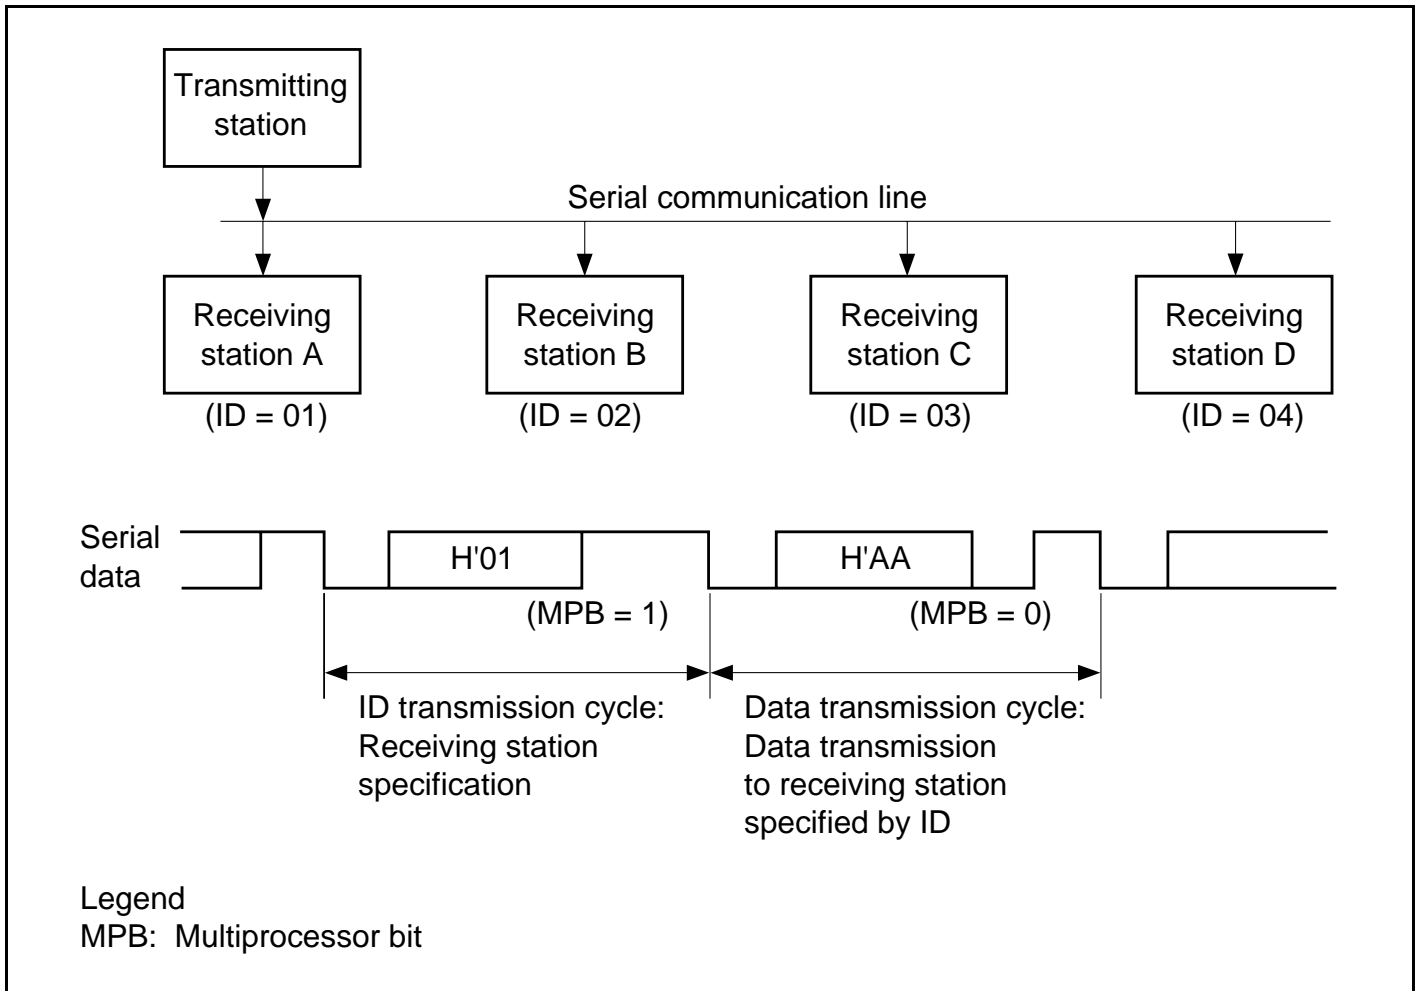 Transmitting
station
Serial communication line
Receiving
station A
(ID = 01)
Receiving
station B
(ID = 02)
Receiving
station C
(ID = 03)
Receiving
station D
(ID = 04)
Serial
data
H'01
H'AA
(MPB = 1)
(MPB = 0)
ID transmission cycle:
Receiving station
specification
Data transmission cycle:
Data transmission
to receiving station
specified by ID
Legend
MPB: Multiprocessor bit